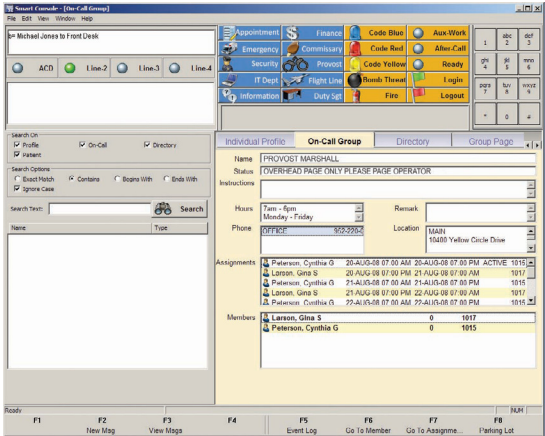 Smart Console - [On-Call Group]
File Edit View Window Help
b= Michael Jones to Front Desk
ACD Line-2 Line-3 Line-4
Appointment Finance Code Blue Aux-Work
Emergency Commissary Code Red After-Call
Security Provost Code Yellow Ready
IT Dept Flight Line Bomb Threat Login
Information Duty Sgt Fire Logout
1 abc 2 def 3
ghi 4 jkl 5 mno 6
pqrs 7 tuv 8 wxyz 9
* 0 #
Search On
Profile On-Call Directory
Patient
Search Options
Exact Match Contains Begins With Ends With
Ignore Case
Search Text: Search
Name Type
Individual Profile On-Call Group Directory Group Page
Name PROVOST MARSHALL
Status OVERHEAD PAGE ONLY PLEASE PAGE OPERATOR
Instructions
Hours 7am - 6pm
Monday - Friday
Remark
Phone OFFICE 952-220-
Location MAIN
10400 Yellow Circle Drive
Assignments
Peterson, Cynthia G 20-AUG-08 07:00 AM 20-AUG-08 07:00 PM ACTIVE 1015
Larson, Gina S 20-AUG-08 07:00 PM 21-AUG-08 07:00 AM 1017
Peterson, Cynthia G 21-AUG-08 07:00 AM 21-AUG-08 07:00 PM 1015
Larson, Gina S 21-AUG-08 07:00 PM 22-AUG-08 07:00 AM 1017
Peterson, Cynthia G 22-AUG-08 07:00 AM 22-AUG-08 07:00 PM 1015
Members
Larson, Gina S 0 1017
Peterson, Cynthia G 0 1015
Ready NUM
F1 F2 F3 F4 F5 F6 F7 F8
New Msg View Msgs Event Log Go To Member Go To Assignme... Parking Lot